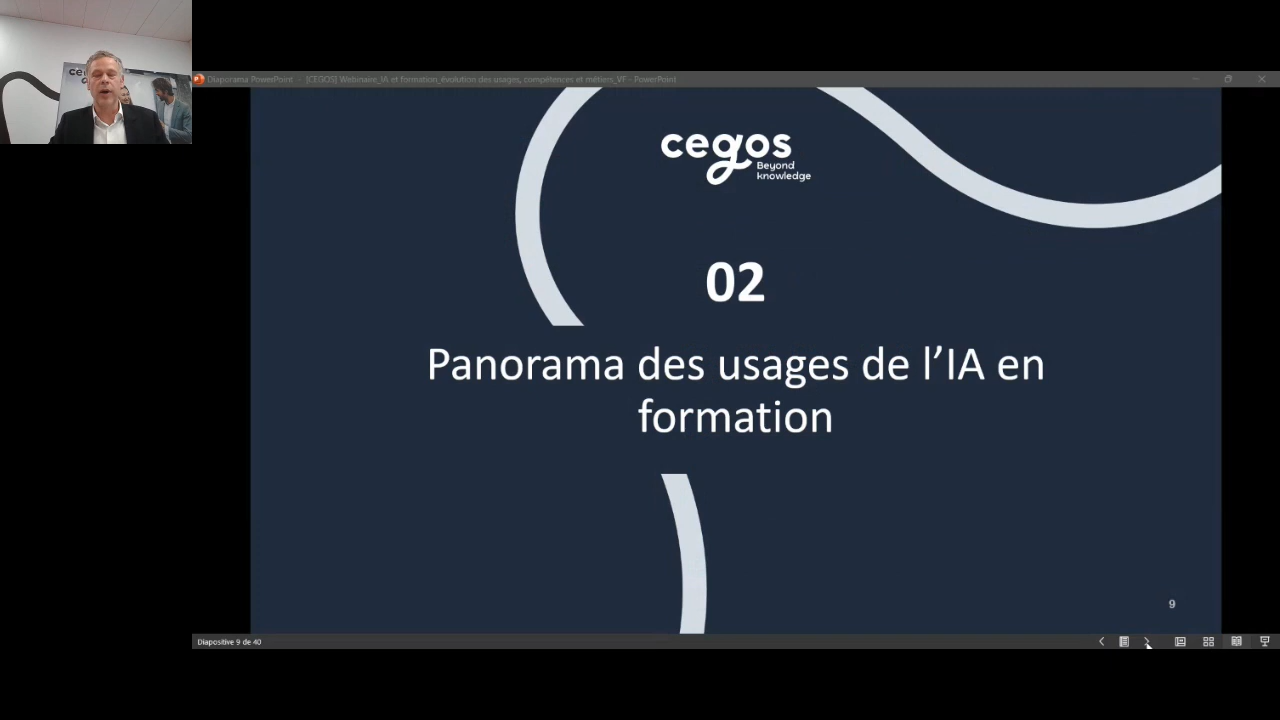 Diaporama PowerPoint - [CEGOS] Webinaire_IA et formation_évolution des usages, compétences et métiers_VF - PowerPoint
cegos
Beyond
knowledge
02
Panorama des usages de l’IA en
formation
9
Diapositive 9 de 40